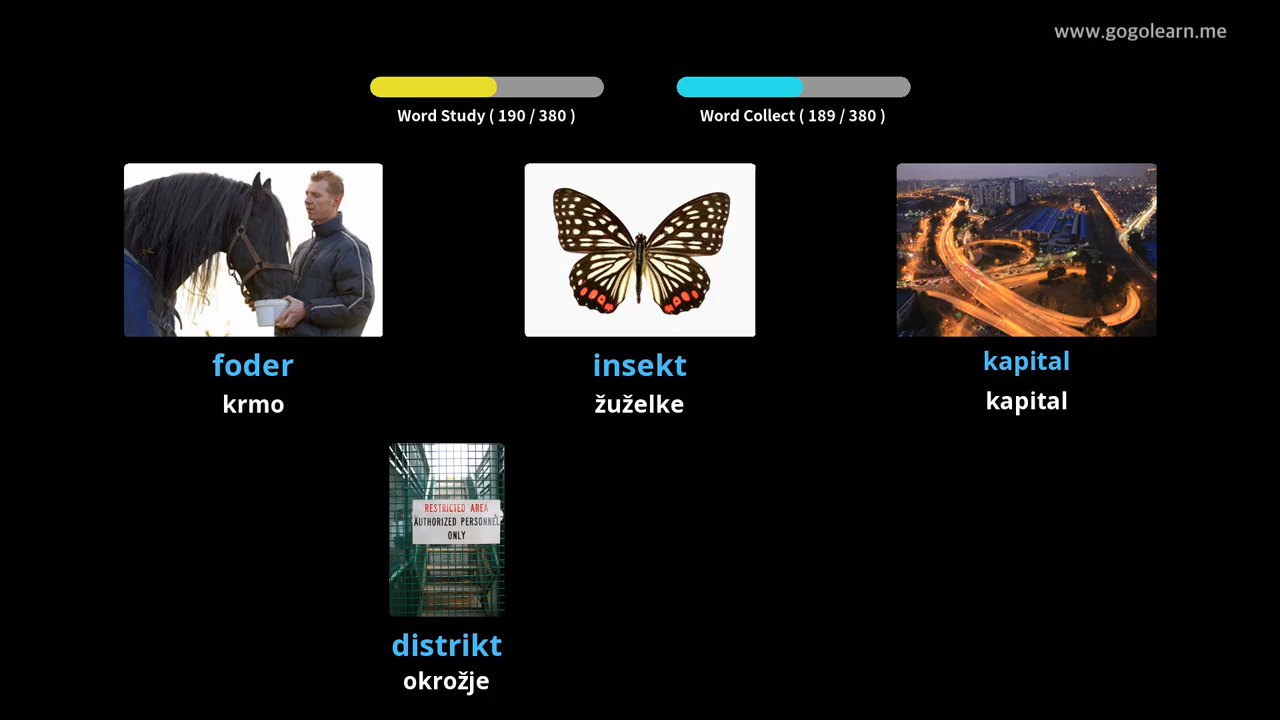 www.gogolearn.me
Word Study ( 190 / 380 )
Word Collect ( 189 / 380 )
foder
krmo
insekt
žuželke
kapital
kapital
RESTRICTED AREA
AUTHORIZED PERSONNEL
ONLY
distrikt
okrožje